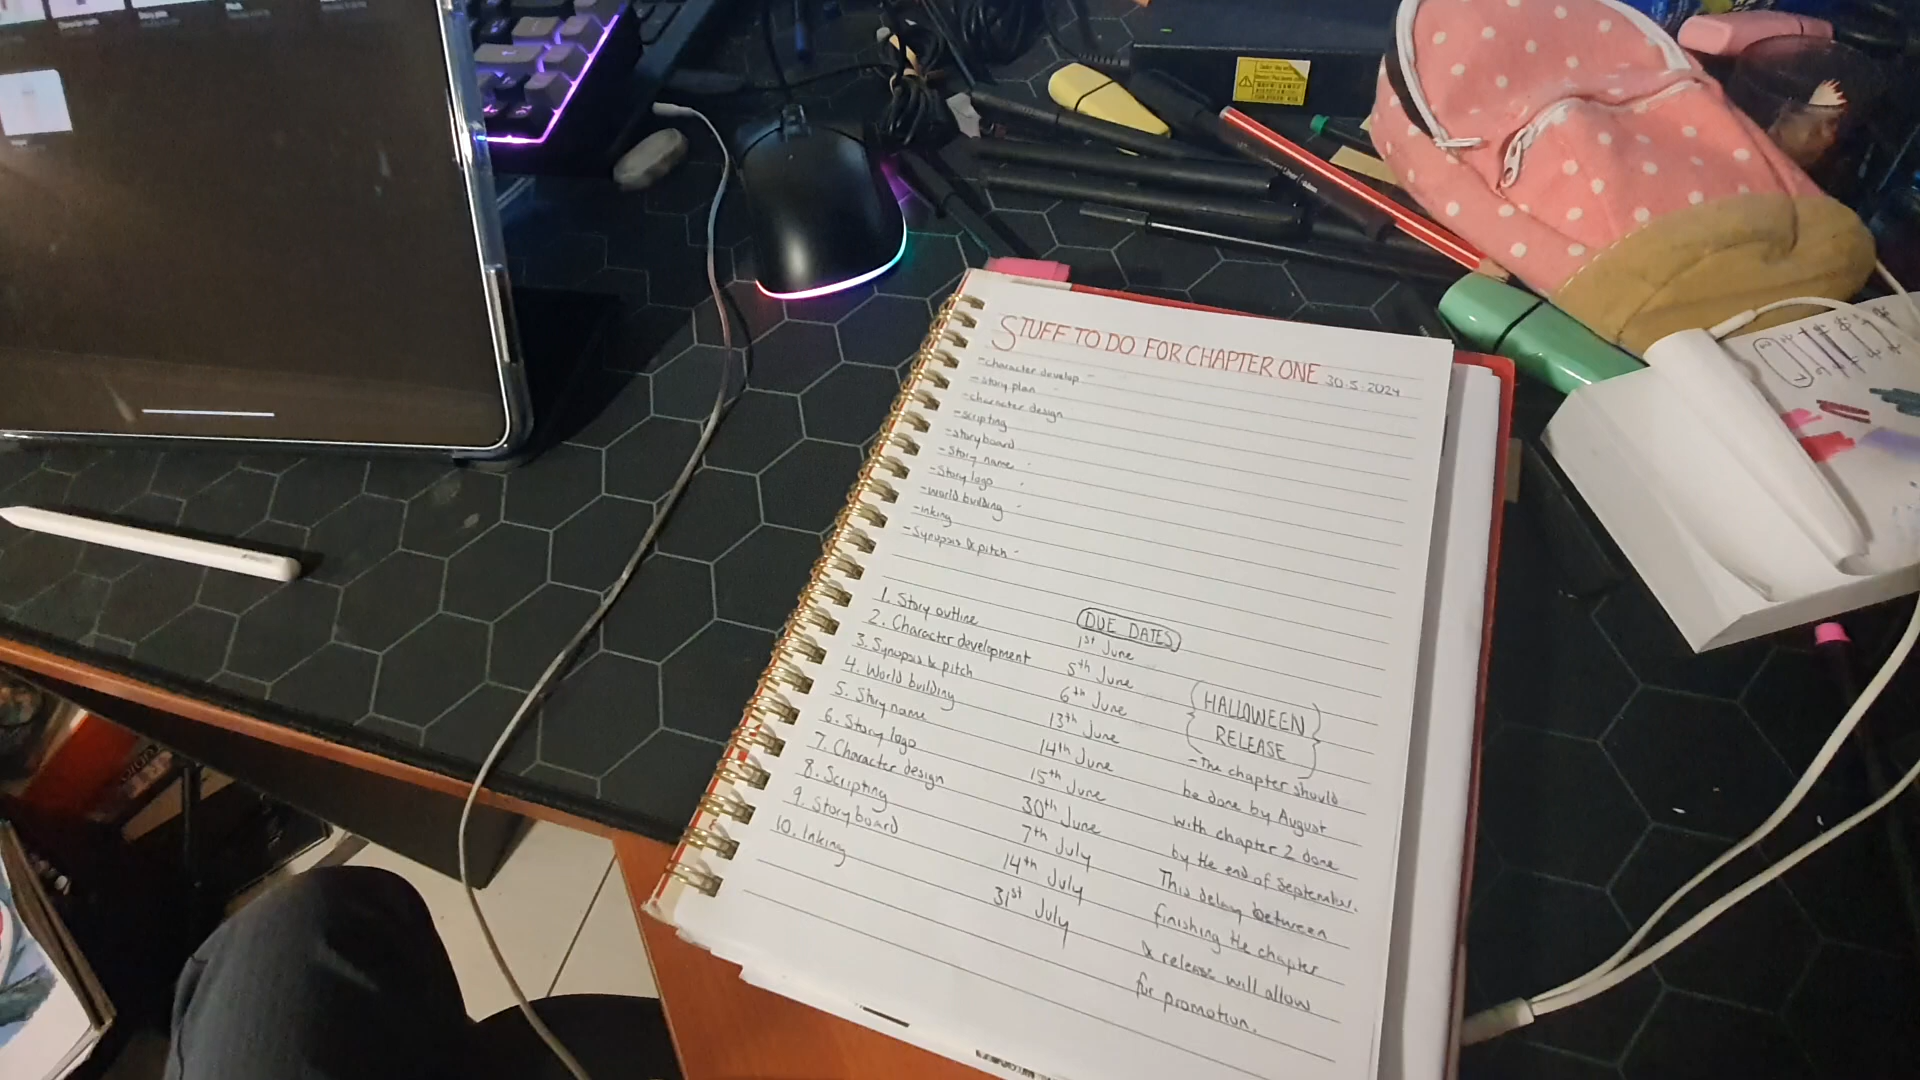 STUFF TO DO FOR CHAPTER ONE 30.5.2024
-character develop -
-story plan -
-character design
-scripting
-storyboard
-story name -
-Story logo -
-World building -
-inking
-Synopsis & pitch -
DUE DATES
1. Story outline 1st June
2. Character development 5th June
3. Synopsis & pitch 6th June
4. World building 13th June
5. Story name 14th June
6. Story logo 15th June
7. Character design 30th June
8. Scripting 7th July
9. Storyboard 14th July
10. Inking 31st July
HALLOWEEN
RELEASE
-The chapter should
be done by August
with chapter 2 done
by the end of September.
This delay between
finishing the chapter
& release will allow
for promotion.